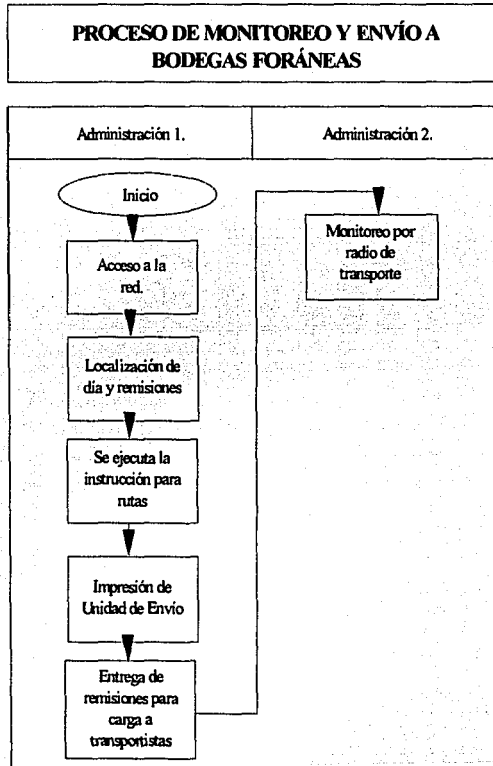 PROCESO DE MONITOREO Y ENVÍO A
BODEGAS FORÁNEAS
Administración 1.
Administración 2.
Inicio
Acceso a la
red.
Localización de
día y remisiones
Se ejecuta la
instrucción para
rutas
Impresión de
Unidad de Envío
Entrega de
remisiones para
carga a
transportistas
Monitoreo por
radio de
transporte